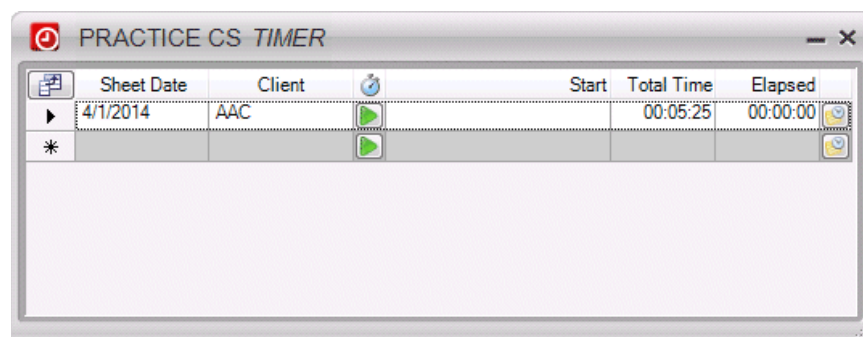 PRACTICE CS TIMER
Sheet Date Client Start Total Time Elapsed
4/1/2014 AAC 00:05:25 00:00:00